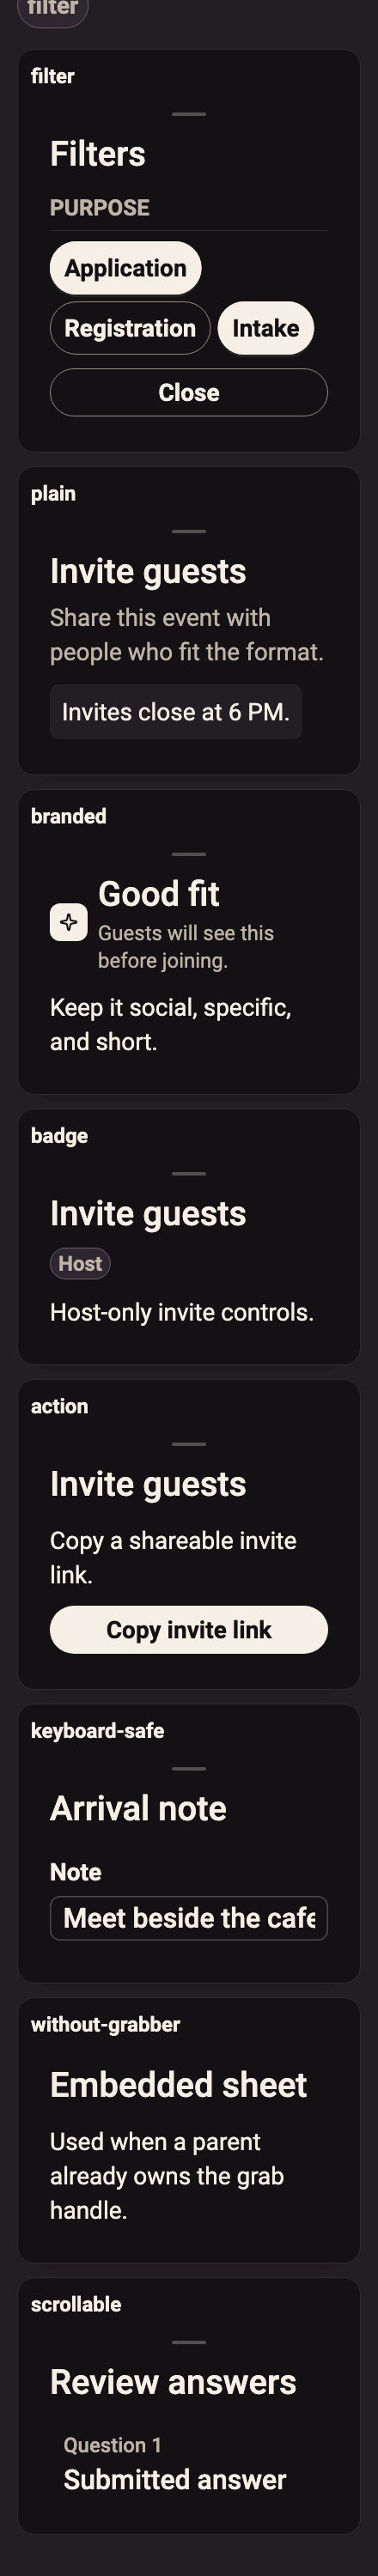 filter
filter
Filters
PURPOSE
Application
Registration Intake
Close
plain
Invite guests
Share this event with
people who fit the format.
Invites close at 6 PM.
branded
Good fit
Guests will see this
before joining.
Keep it social, specific,
and short.
badge
Invite guests
Host
Host-only invite controls.
action
Invite guests
Copy a shareable invite
link.
Copy invite link
keyboard-safe
Arrival note
Note
Meet beside the cafe
without-grabber
Embedded sheet
Used when a parent
already owns the grab
handle.
scrollable
Review answers
Question 1
Submitted answer